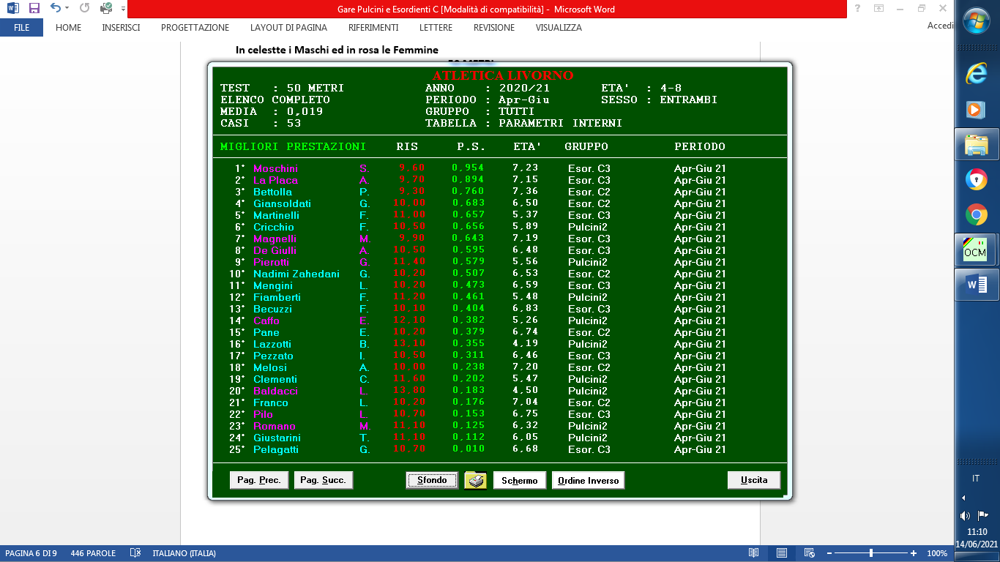 Gare Pulcini e Esordienti C [Modalità di compatibilità] - Microsoft Word
FILE HOME INSERISCI PROGETTAZIONE LAYOUT DI PAGINA RIFERIMENTI LETTERE REVISIONE VISUALIZZA Accedi
In celestte i Maschi ed in rosa le Femmine
ATLETICA LIVORNO
TEST : 50 METRI ANNO : 2020/21 ETA' : 4-8
ELENCO COMPLETO PERIODO : Apr-Giu SESSO : ENTRAMBI
MEDIA : 0,019 GRUPPO : TUTTI
CASI : 53 TABELLA : PARAMETRI INTERNI
MIGLIORI PRESTAZIONI RIS P.S. ETA' GRUPPO PERIODO
1° Moschini S. 9.60 0,954 7,23 Esor. C3 Apr-Giu 21
2° La Placa A. 9.70 0,894 7,15 Esor. C3 Apr-Giu 21
3° Bettolla P. 9.30 0,760 7,36 Esor. C2 Apr-Giu 21
4° Giansoldati G. 10.00 0,683 6,50 Esor. C2 Apr-Giu 21
5° Martinelli F. 11.00 0,657 5,37 Esor. C3 Apr-Giu 21
6° Cricchio F. 10.50 0,656 5,89 Pulcini2 Apr-Giu 21
7° Magnelli M. 9.90 0,643 7,19 Esor. C3 Apr-Giu 21
8° De Giulli A. 10.50 0,595 6,48 Esor. C3 Apr-Giu 21
9° Pierotti G. 11.40 0,579 5,56 Pulcini2 Apr-Giu 21
10° Nadimi Zahedani G. 10.20 0,507 6,53 Esor. C2 Apr-Giu 21
11° Mengini L. 10.20 0,473 6,59 Esor. C3 Apr-Giu 21
12° Fiamberti F. 11.20 0,461 5,48 Pulcini2 Apr-Giu 21
13° Becuzzi F. 10.10 0,404 6,83 Esor. C3 Apr-Giu 21
14° Caffo E. 12.10 0,382 5,26 Pulcini2 Apr-Giu 21
15° Pane E. 10.20 0,379 6,74 Esor. C2 Apr-Giu 21
16° Lazzotti B. 13.10 0,355 4,19 Pulcini2 Apr-Giu 21
17° Pezzato I. 10.50 0,311 6,46 Esor. C3 Apr-Giu 21
18° Melosi A. 10.00 0,238 7,20 Esor. C2 Apr-Giu 21
19° Clementi C. 11.60 0,202 5,47 Pulcini2 Apr-Giu 21
20° Baldacci L. 13.80 0,183 4,50 Pulcini2 Apr-Giu 21
21° Franco L. 10.20 0,176 7,04 Esor. C2 Apr-Giu 21
22° Pilo L. 10.70 0,153 6,75 Esor. C3 Apr-Giu 21
23° Romano M. 11.10 0,125 6,32 Pulcini2 Apr-Giu 21
24° Giustarini T. 11.10 0,112 6,05 Pulcini2 Apr-Giu 21
25° Pelagatti G. 10.70 0,010 6,68 Esor. C3 Apr-Giu 21
Pag. Prec. Pag. Succ. Sfondo Schermo Ordine Inverso Uscita
OCM
IT
11:10
14/06/2021
PAGINA 6 DI 9 446 PAROLE ITALIANO (ITALIA) 100%